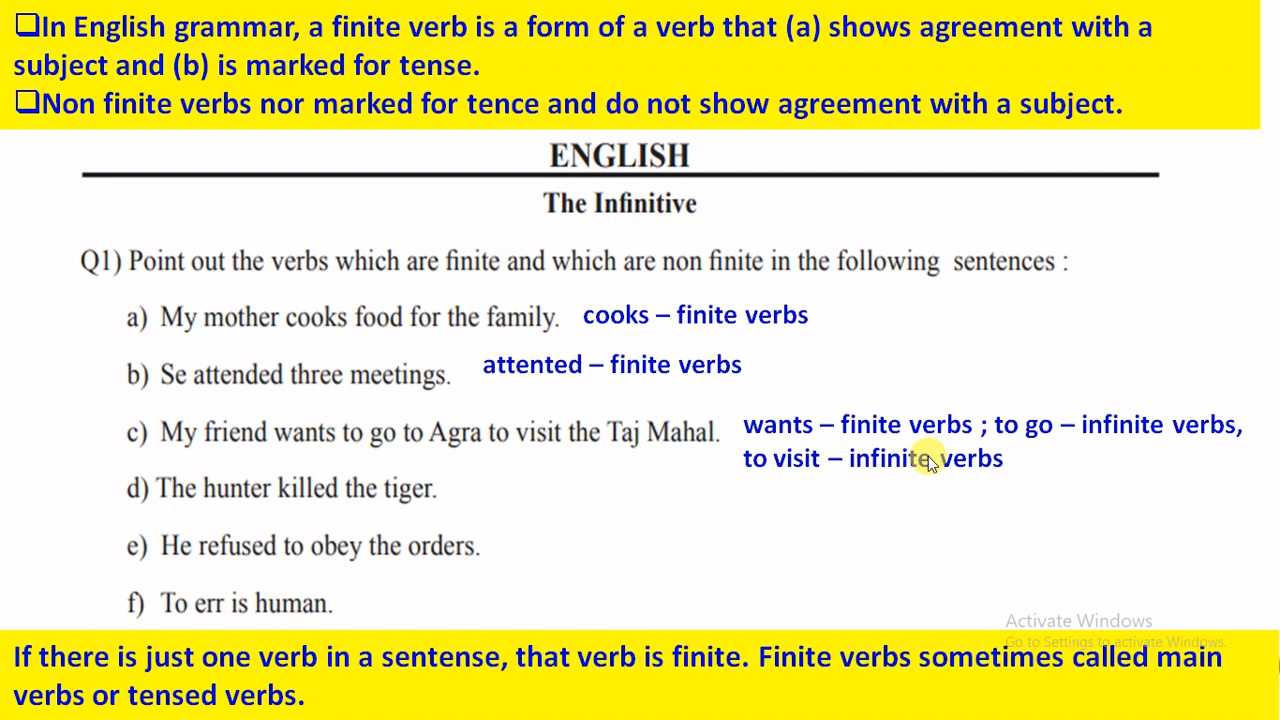 ❑In English grammar, a finite verb is a form of a verb that (a) shows agreement with a
subject and (b) is marked for tense.
❑Non finite verbs nor marked for tence and do not show agreement with a subject.
ENGLISH
The Infinitive
Q1) Point out the verbs which are finite and which are non finite in the following sentences :
a) My mother cooks food for the family. cooks – finite verbs
b) Se attended three meetings. attented – finite verbs
c) My friend wants to go to Agra to visit the Taj Mahal. wants – finite verbs ; to go – infinite verbs,
to visit – infinite verbs
d) The hunter killed the tiger.
e) He refused to obey the orders.
f) To err is human.
Activate Windows
Go to Settings to activate Windows.
If there is just one verb in a sentense, that verb is finite. Finite verbs sometimes called main
verbs or tensed verbs.